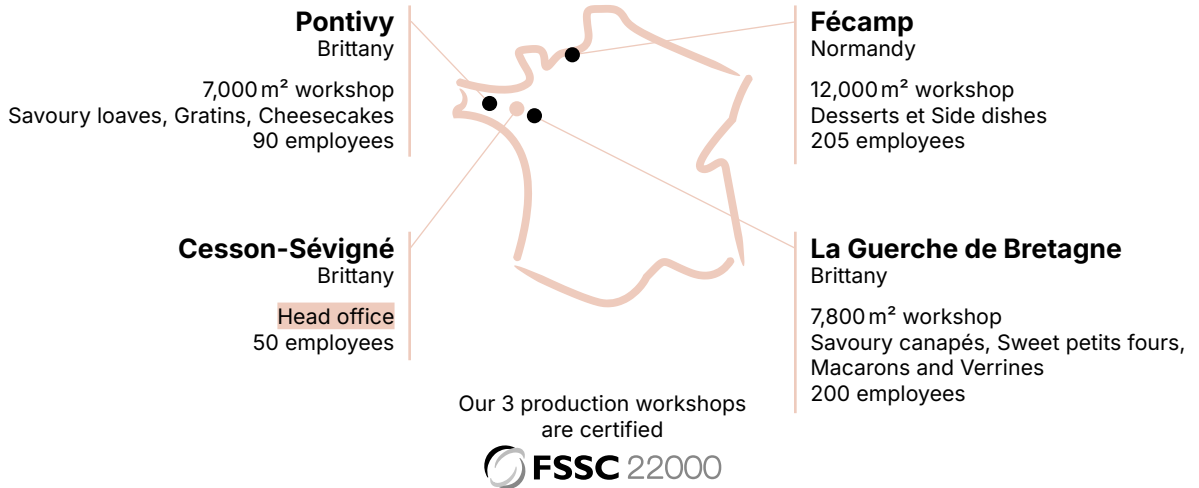 Pontivy
Brittany
7,000 m² workshop
Savoury loaves, Gratins, Cheesecakes
90 employees
Fécamp
Normandy
12,000 m² workshop
Desserts et Side dishes
205 employees
Cesson-Sévigné
Brittany
Head office
50 employees
La Guerche de Bretagne
Brittany
7,800 m² workshop
Savoury canapés, Sweet petits fours,
Macarons and Verrines
200 employees
Our 3 production workshops
are certified
FSSC 22000